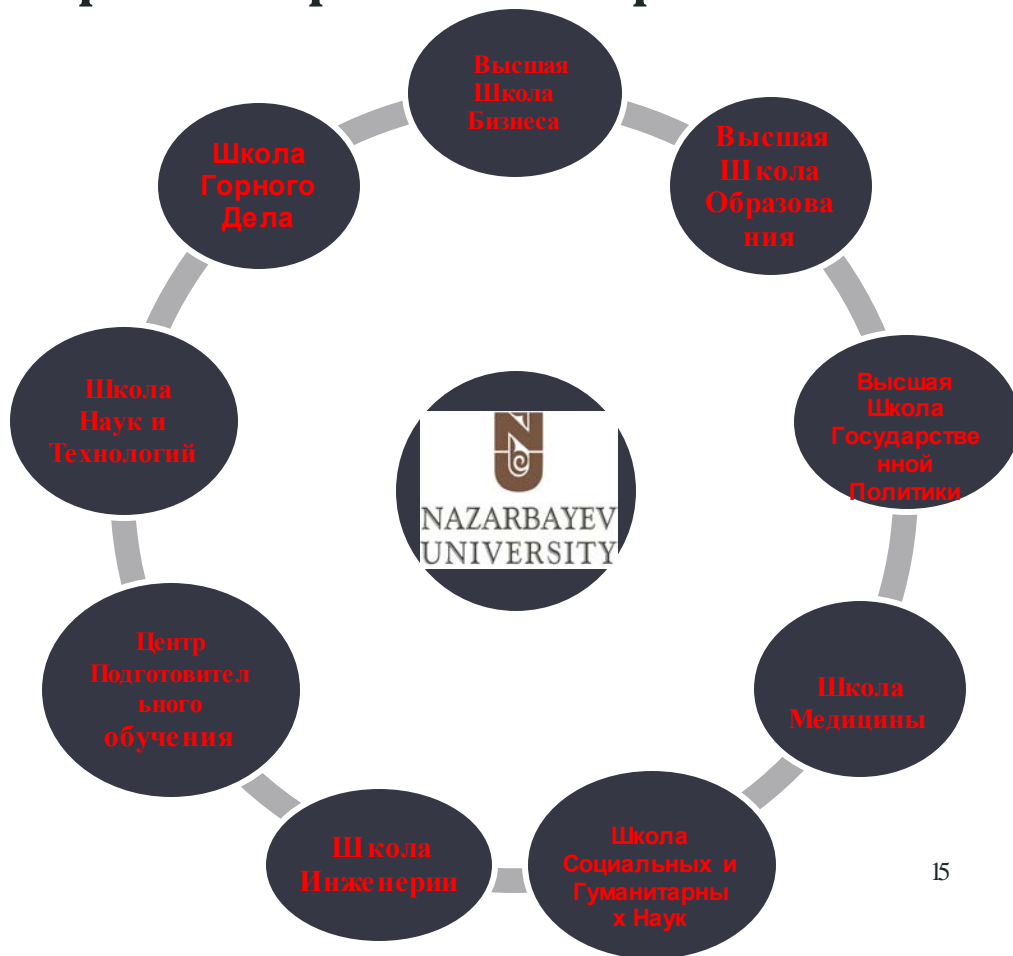 Высшая
Школа
Бизнеса
Высшая
Школа
Образова
ния
Высшая
Школа
Государстве
нной
Политики
Школа
Медицины
Школа
Социальных и
Гуманитарны
х Наук
Школа
Инженерии
Центр
Подготовител
ьного
обучения
Школа
Наук и
Технологий
Школа
Горного
Дела
NAZARBAYEV
UNIVERSITY
15